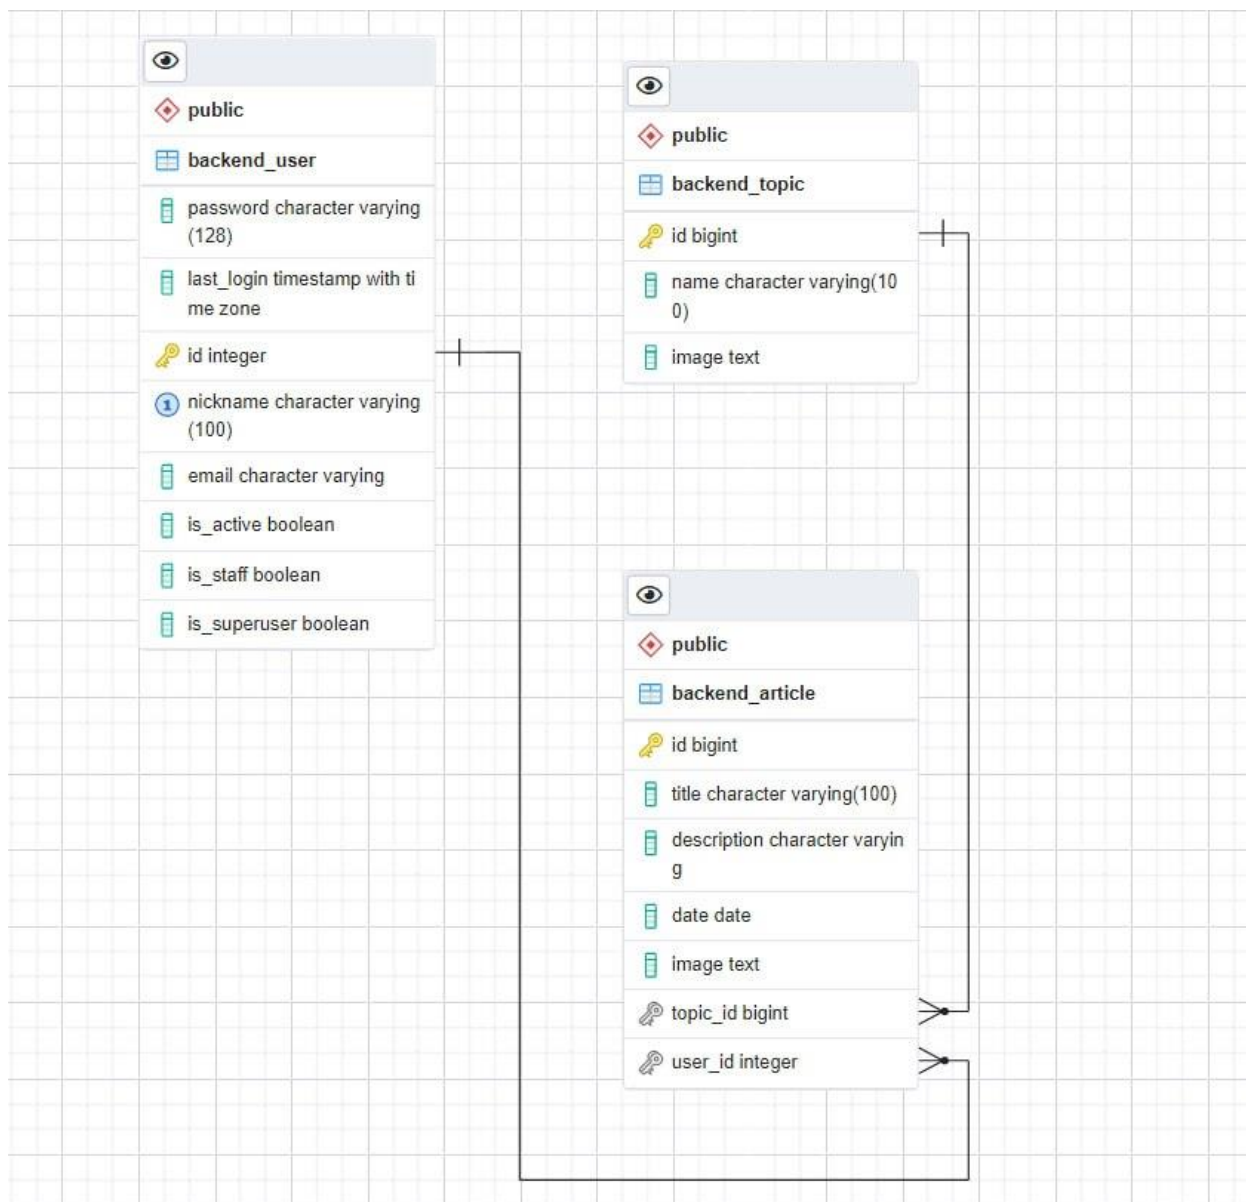 public
backend_user
password character varying
(128)
last_login timestamp with ti
me zone
id integer
1
nickname character varying
(100)
email character varying
is_active boolean
is_staff boolean
is_superuser boolean
public
backend_topic
id bigint
name character varying(10
0)
image text
public
backend_article
id bigint
title character varying(100)
description character varyin
g
date date
image text
topic_id bigint
user_id integer